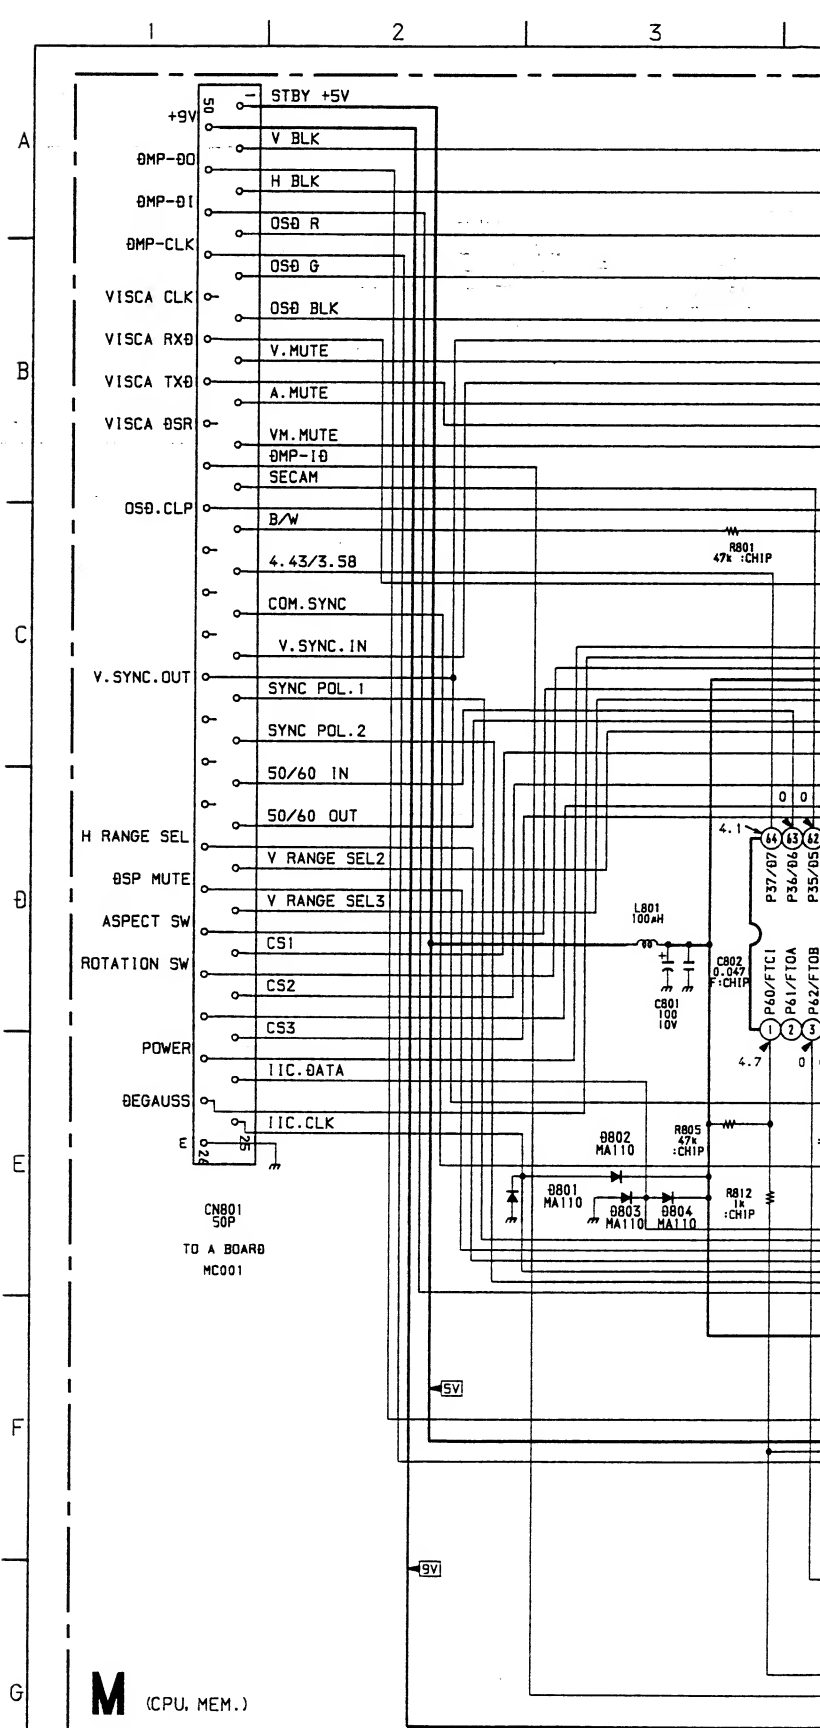 1 2 3
A
B
C
D
E
F
G
50
1
STBY +5V
+9V
V BLK
DMP-DO
H BLK
DMP-DI
OSD R
DMP-CLK
OSD G
VISCA CLK
OSD BLK
VISCA RXD
V.MUTE
VISCA TXD
A.MUTE
VISCA DSR
VM.MUTE
DMP-ID
SECAM
OSD.CLP
B/W
R801
47k :CHIP
4.43/3.58
COM.SYNC
V.SYNC.IN
V.SYNC.OUT
SYNC POL.1
SYNC POL.2
50/60 IN
50/60 OUT
H RANGE SEL
V RANGE SEL2
DSP MUTE
V RANGE SEL3
ASPECT SW
CS1
ROTATION SW
CS2
CS3
POWER
IIC.DATA
DEGAUSS
IIC.CLK
E
26
25
CN801
50P
TO A BOARD
MC001
0 0
4.1
64 63 62
P37/D7
P36/D6
P35/D5
L801
100μH
C802
0.047
F:CHIP
C801
100
10V
P60/FTCI
P61/FTOA
P62/FTOB
1 2 3
4.7 0
R805
47k
:CHIP
D802
MA110
D801
MA110
D803
MA110
D804
MA110
R812
1k
:CHIP
5V
9V
M (CPU, MEM.)